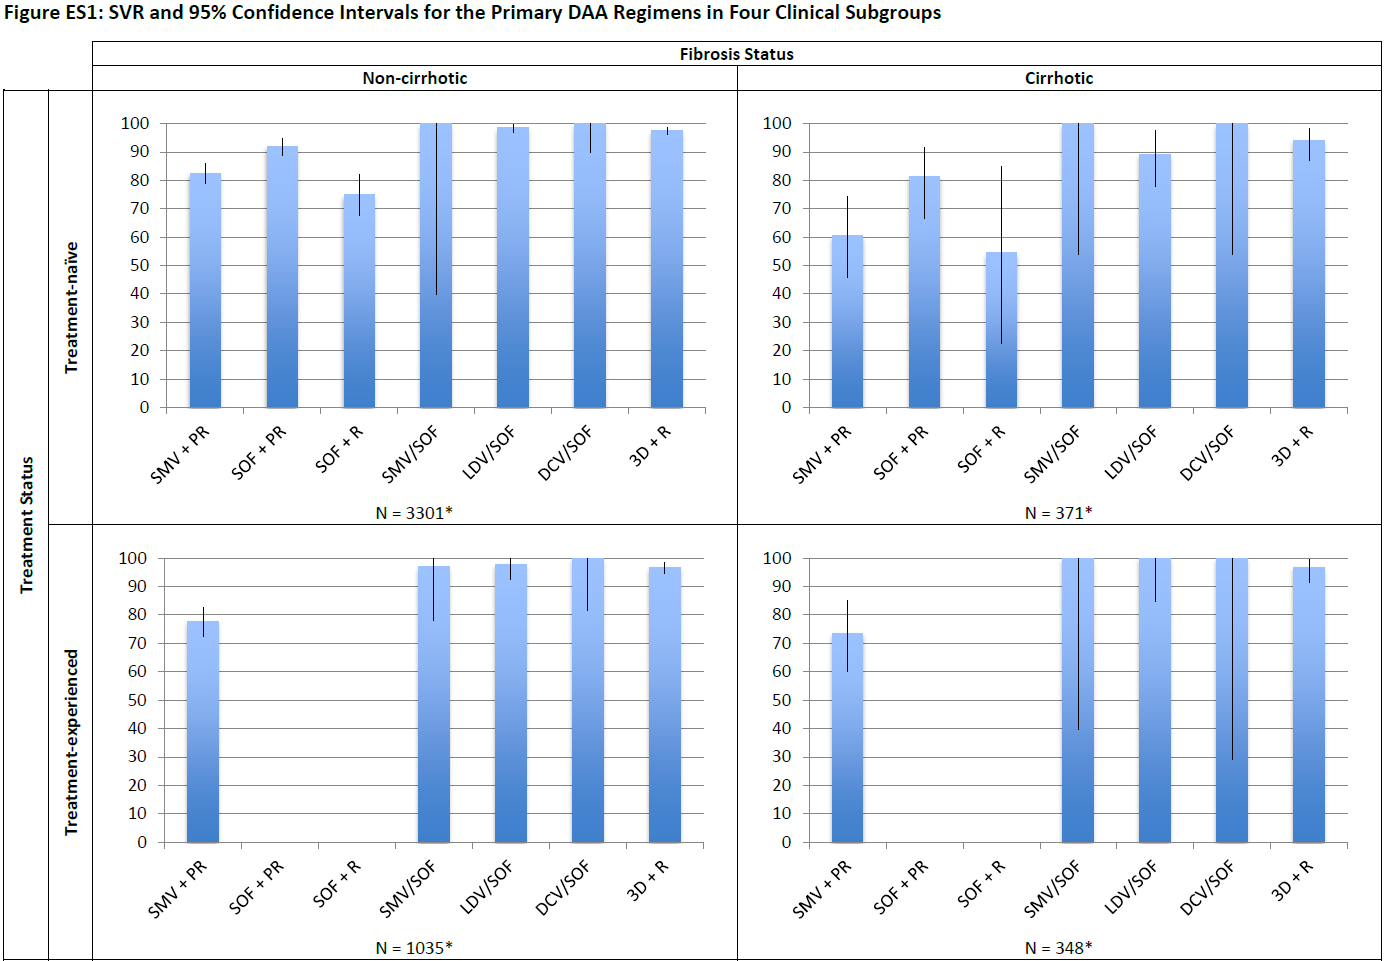 Figure ES1: SVR and 95% Confidence Intervals for the Primary DAA Regimens in Four Clinical Subgroups
Fibrosis Status
Non-cirrhotic
Cirrhotic
Treatment Status
Treatment-naïve
100
90
80
70
60
50
40
30
20
10
0
SMV + PR
SOF + PR
SOF + R
SMV/SOF
LDV/SOF
DCV/SOF
3D + R
N = 3301*
100
90
80
70
60
50
40
30
20
10
0
SMV + PR
SOF + PR
SOF + R
SMV/SOF
LDV/SOF
DCV/SOF
3D + R
N = 371*
Treatment-experienced
100
90
80
70
60
50
40
30
20
10
0
SMV + PR
SOF + PR
SOF + R
SMV/SOF
LDV/SOF
DCV/SOF
3D + R
N = 1035*
100
90
80
70
60
50
40
30
20
10
0
SMV + PR
SOF + PR
SOF + R
SMV/SOF
LDV/SOF
DCV/SOF
3D + R
N = 348*